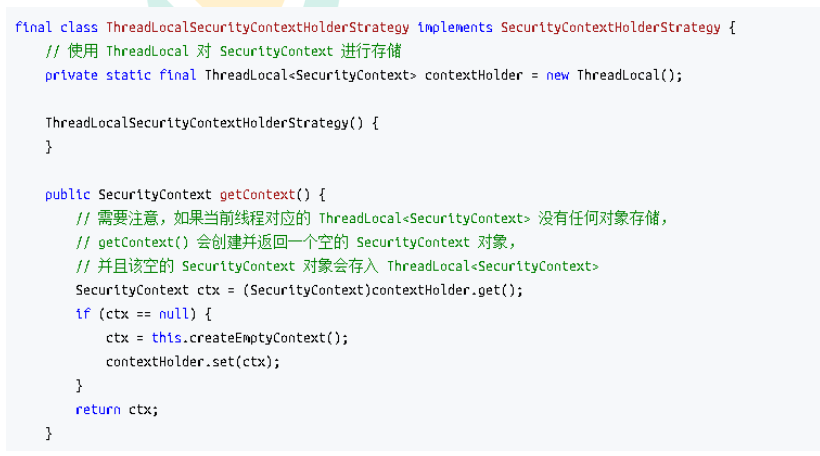 final class ThreadLocalSecurityContextHolderStrategy implements SecurityContextHolderStrategy {
// 使用 ThreadLocal 对 SecurityContext 进行存储
private static final ThreadLocal<SecurityContext> contextHolder = new ThreadLocal();
ThreadLocalSecurityContextHolderStrategy() {
}
public SecurityContext getContext() {
// 需要注意，如果当前线程对应的 ThreadLocal<SecurityContext> 没有任何对象存储，
// getContext() 会创建并返回一个空的 SecurityContext 对象，
// 并且该空的 SecurityContext 对象会存入 ThreadLocal<SecurityContext>
SecurityContext ctx = (SecurityContext)contextHolder.get();
if (ctx == null) {
ctx = this.createEmptyContext();
contextHolder.set(ctx);
}
return ctx;
}